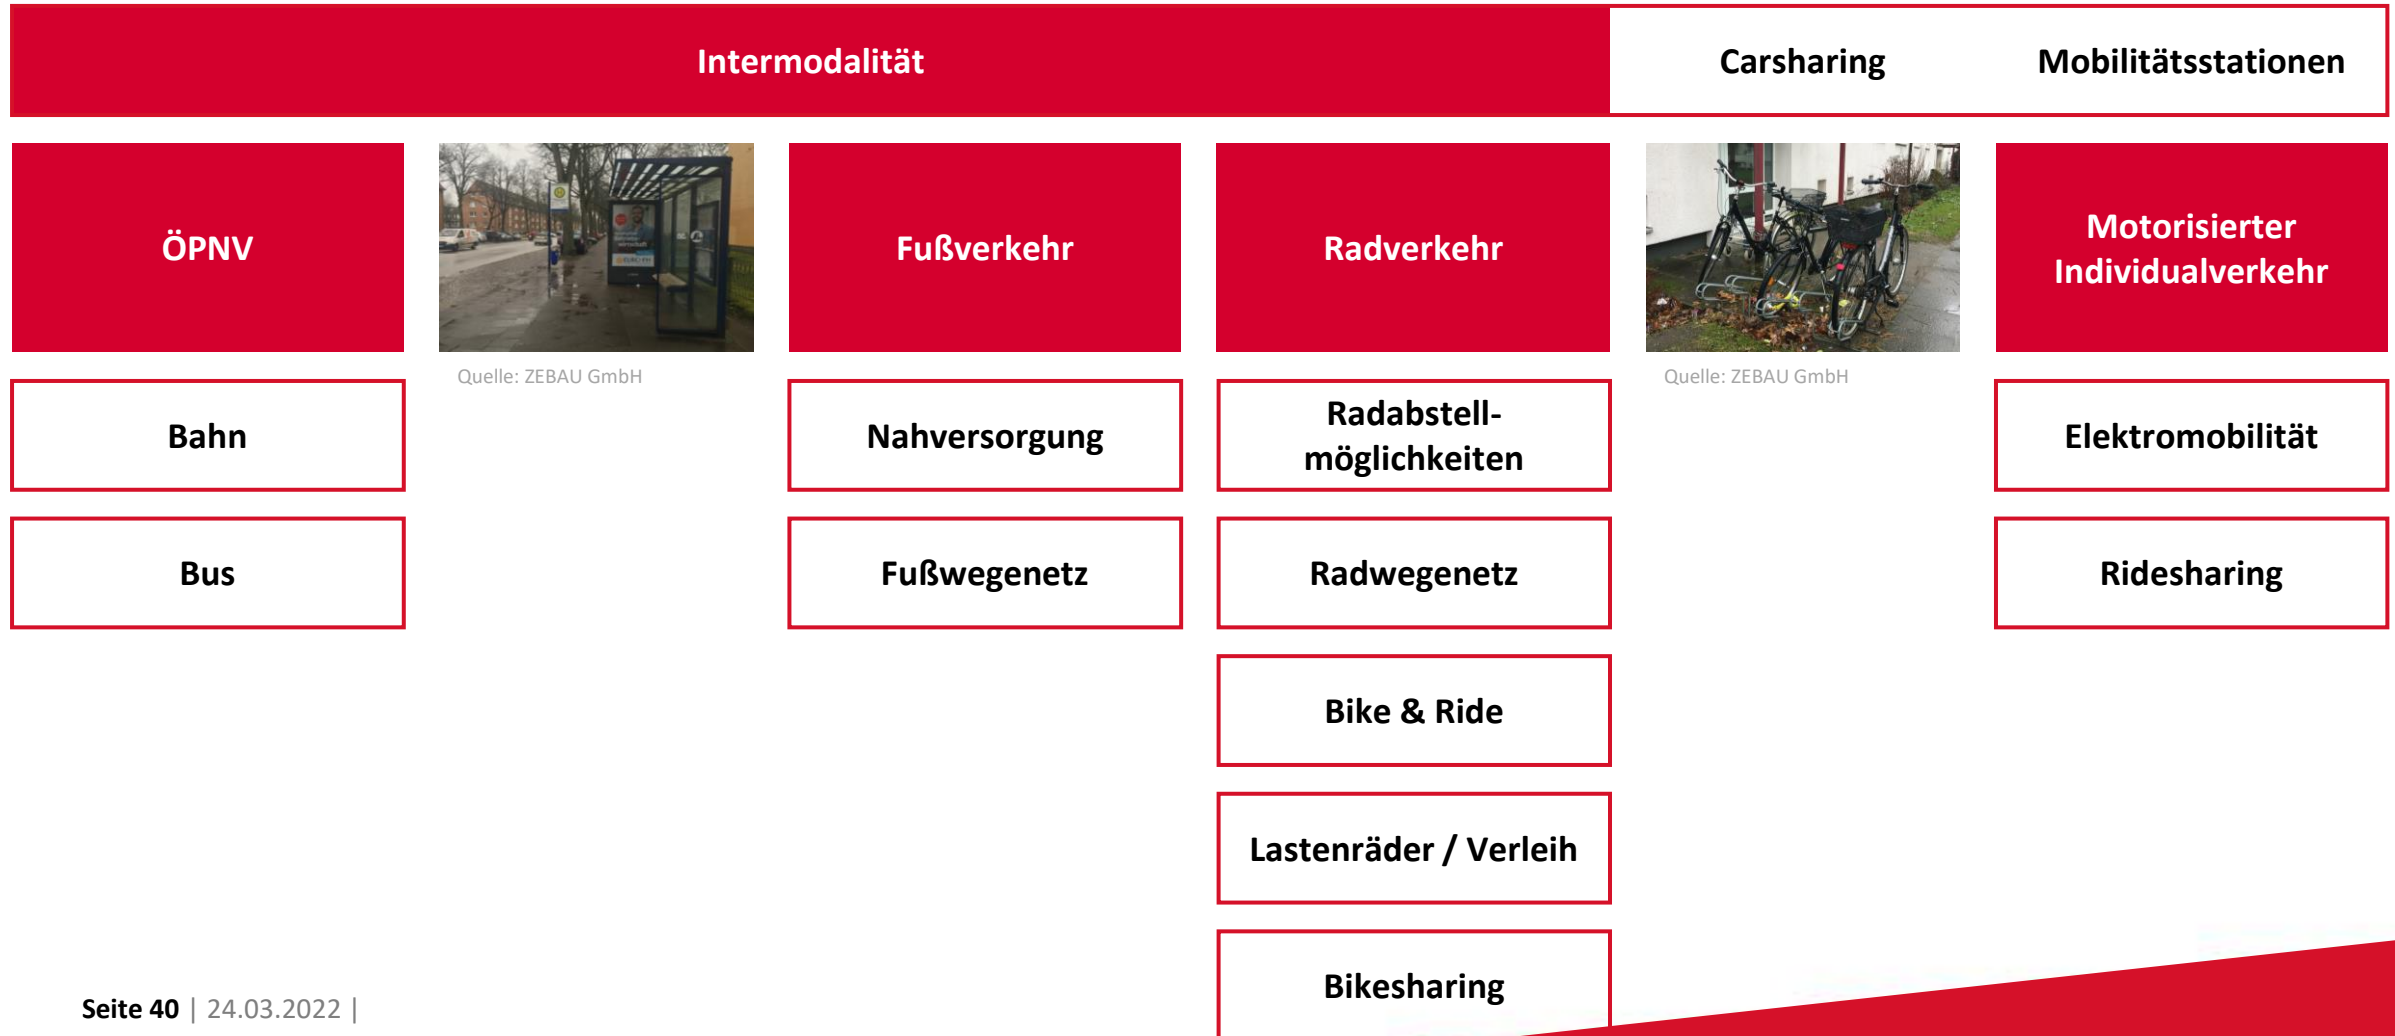 Intermodalität
Carsharing
Mobilitätsstationen
ÖPNV
Fußverkehr
Radverkehr
Motorisierter
Individualverkehr
Quelle: ZEBAU GmbH
Quelle: ZEBAU GmbH
Bahn
Nahversorgung
Radabstell-
möglichkeiten
Elektromobilität
Bus
Fußwegenetz
Radwegenetz
Ridesharing
Bike & Ride
Lastenräder / Verleih
Bikesharing
Seite 40 | 24.03.2022 |